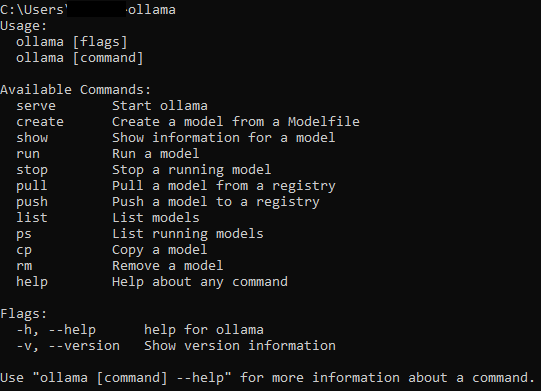 C:\Users\ ollama
Usage:
  ollama [flags]
  ollama [command]

Available Commands:
  serve       Start ollama
  create      Create a model from a Modelfile
  show        Show information for a model
  run         Run a model
  stop        Stop a running model
  pull        Pull a model from a registry
  push        Push a model to a registry
  list        List models
  ps          List running models
  cp          Copy a model
  rm          Remove a model
  help        Help about any command

Flags:
  -h, --help      help for ollama
  -v, --version   Show version information

Use "ollama [command] --help" for more information about a command.